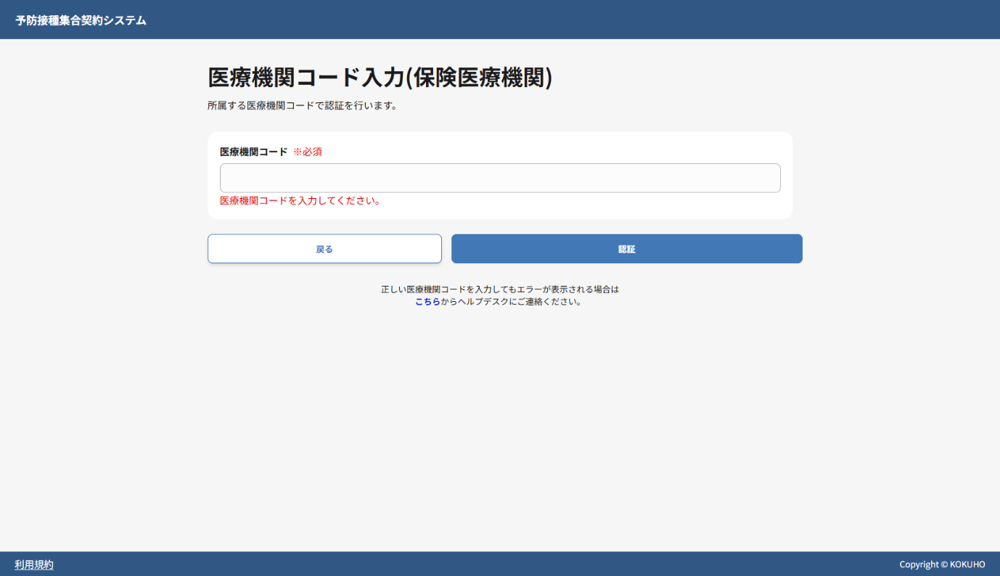 予防接種集合契約システム
医療機関コード入力(保険医療機関)
所属する医療機関コードで認証を行います。
医療機関コード ※必須
医療機関コードを入力してください。
戻る
認証
正しい医療機関コードを入力してもエラーが表示される場合は
こちらからヘルプデスクにご連絡ください。
利用規約
Copyright © KOKUHO